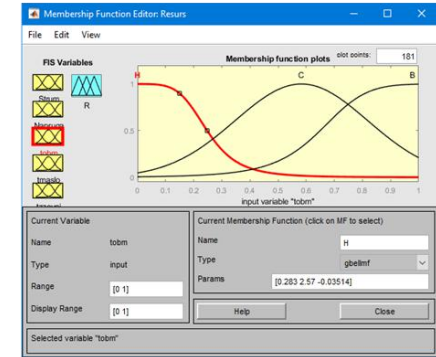 Membership Function Editor: Resurs
File Edit View
FIS Variables
Membership function plots
plot points:
181
R
tobm
tmaslo
H
C
B
1
0.5
0
0 0.1 0.2 0.3 0.4 0.5 0.6 0.7 0.8 0.9 1
input variable "tobm"
Current Variable
Name tobm
Type input
Range [0 1]
Display Range [0 1]
Current Membership Function (click on MF to select)
Name H
Type gbellmf
Params [0.283 2.57 -0.03514]
Help Close
Selected variable "tobm"